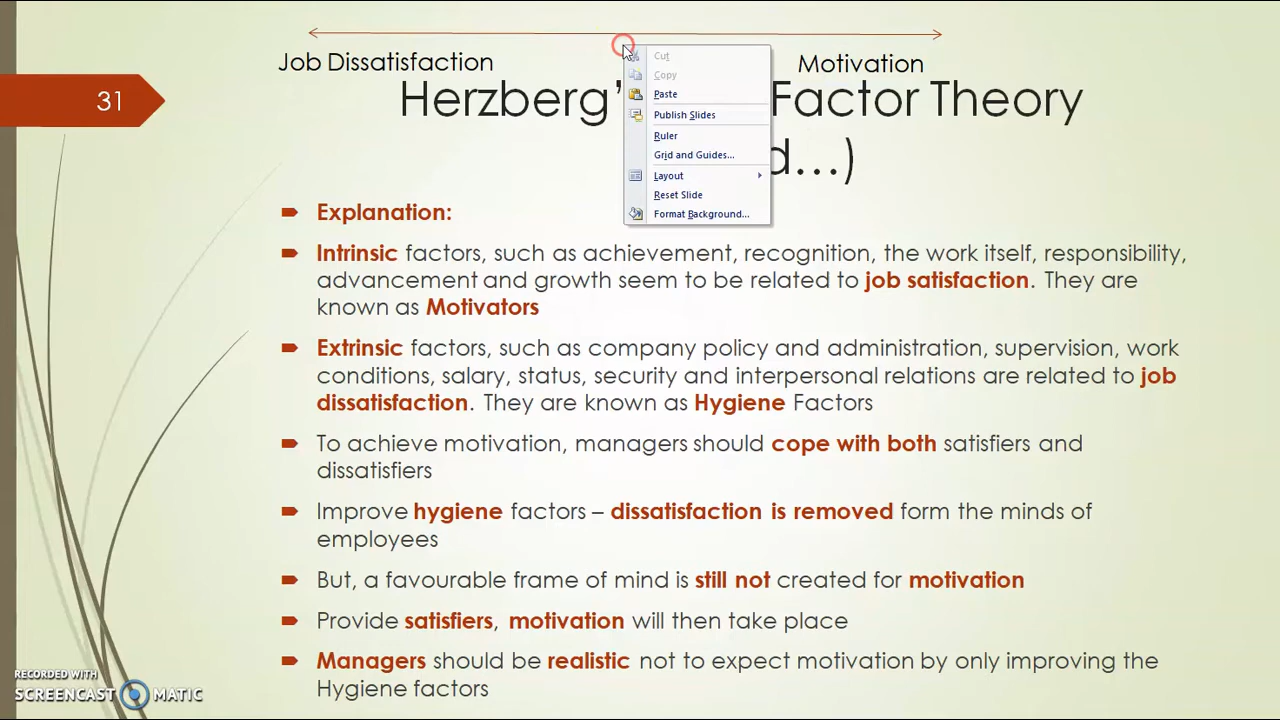 Job Dissatisfaction
Motivation
31
Herzberg’
Factor Theory
d…)
Cut
Copy
Paste
Publish Slides
Ruler
Grid and Guides...
Layout
Reset Slide
Format Background...
Explanation:
Intrinsic factors, such as achievement, recognition, the work itself, responsibility,
advancement and growth seem to be related to job satisfaction. They are
known as Motivators
Extrinsic factors, such as company policy and administration, supervision, work
conditions, salary, status, security and interpersonal relations are related to job
dissatisfaction. They are known as Hygiene Factors
To achieve motivation, managers should cope with both satisfiers and
dissatisfiers
Improve hygiene factors – dissatisfaction is removed form the minds of
employees
But, a favourable frame of mind is still not created for motivation
Provide satisfiers, motivation will then take place
Managers should be realistic not to expect motivation by only improving the
Hygiene factors
RECORDED WITH
SCREENCAST MATIC